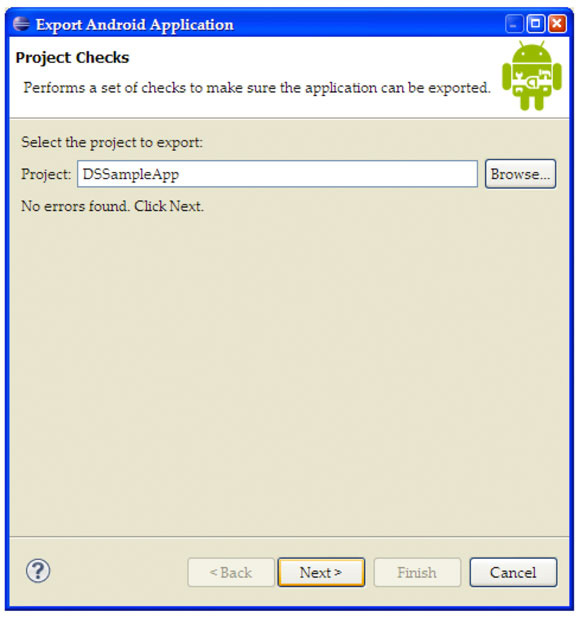 Export Android Application
Project Checks
Performs a set of checks to make sure the application can be exported.
Select the project to export:
Project: DSSampleApp Browse...
No errors found. Click Next.
? < Back Next > Finish Cancel